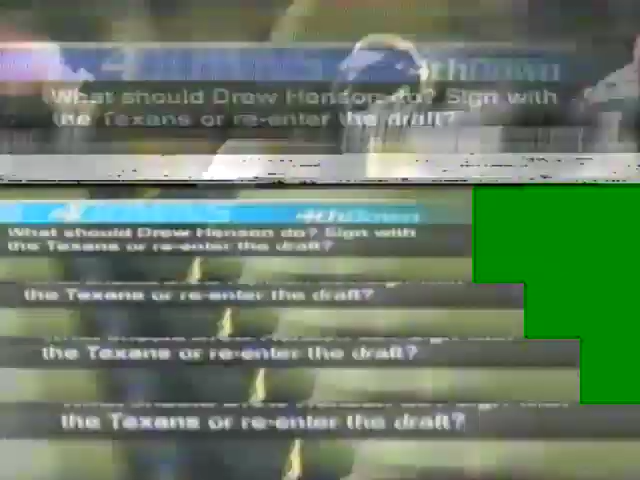 4thDown
What should Drew Henson do? Sign with
the Texans or re-enter the draft?
4thDown
What should Drew Henson do? Sign with
the Texans or re-enter the draft?
the Texans or re-enter the draft?
the Texans or re-enter the draft?
the Texans or re-enter the draft?